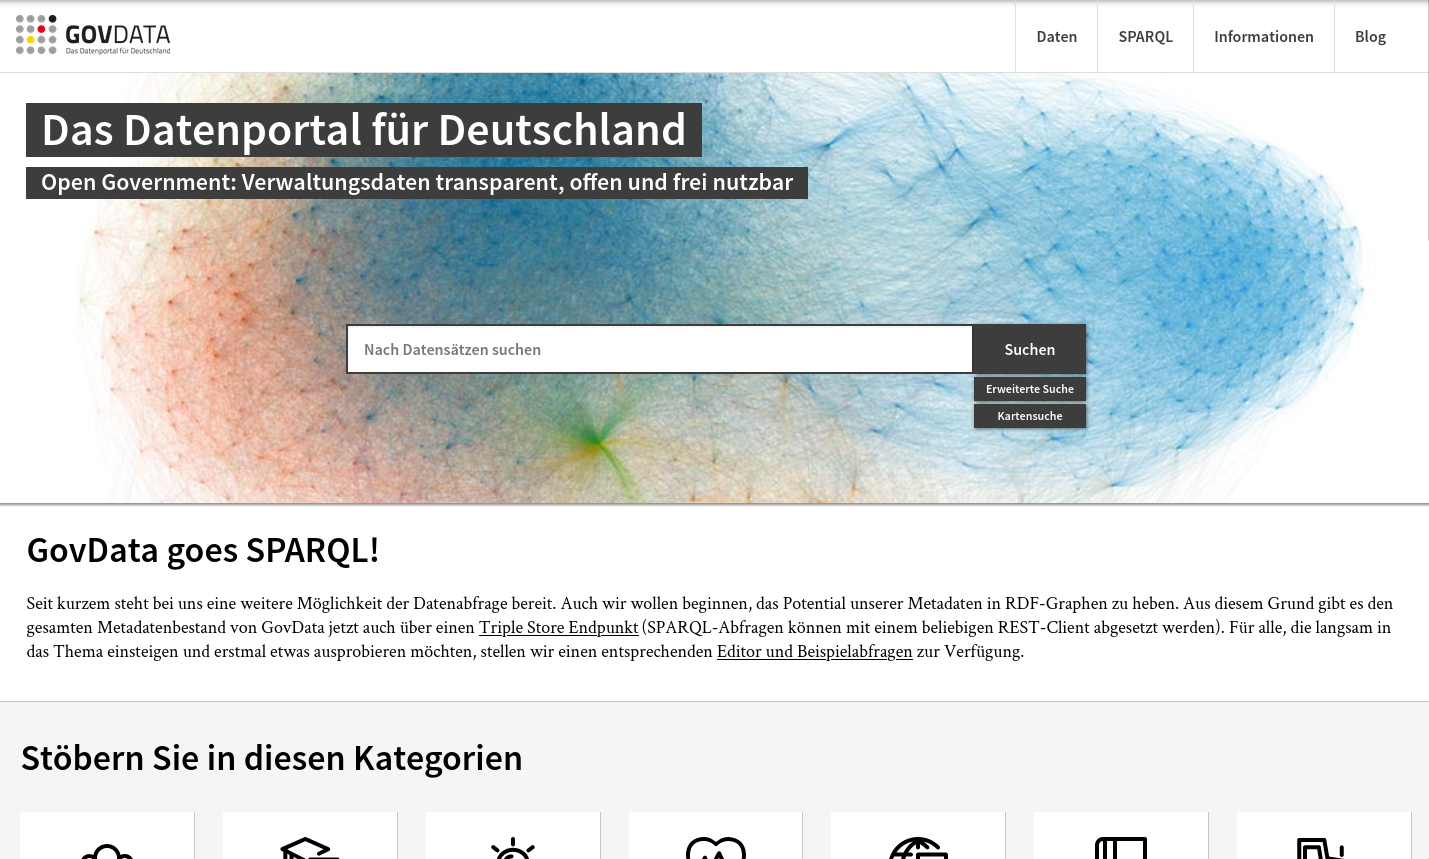 GOVDATA
Das Datenportal für Deutschland
Daten
SPARQL
Informationen
Blog
Das Datenportal für Deutschland
Open Government: Verwaltungsdaten transparent, offen und frei nutzbar
Nach Datensätzen suchen
Suchen
Erweiterte Suche
Kartensuche
GovData goes SPARQL!
Seit kurzem steht bei uns eine weitere Möglichkeit der Datenabfrage bereit. Auch wir wollen beginnen, das Potential unserer Metadaten in RDF-Graphen zu heben. Aus diesem Grund gibt es den
gesamten Metadatenbestand von GovData jetzt auch über einen Triple Store Endpunkt (SPARQL-Abfragen können mit einem beliebigen REST-Client abgesetzt werden). Für alle, die langsam in
das Thema einsteigen und erstmal etwas ausprobieren möchten, stellen wir einen entsprechenden Editor und Beispielabfragen zur Verfügung.
Stöbern Sie in diesen Kategorien